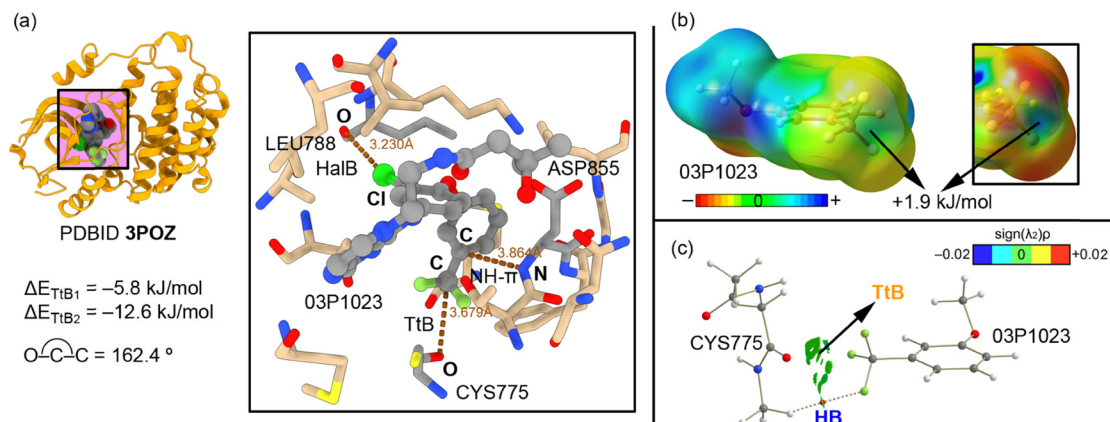 (a)
PDBID 3POZ
ΔE_TtB1 = –5.8 kJ/mol
ΔE_TtB2 = –12.6 kJ/mol
O–C–C = 162.4 º
O
3.230Å
LEU788
HalB
Cl
ASP855
C
3.864Å
C
NH-π
N
03P1023
TtB
3.679Å
O
CYS775
(b)
03P1023
– 0 +
+1.9 kJ/mol
(c)
sign(λ2)ρ
–0.02 0 +0.02
TtB
CYS775
03P1023
HB